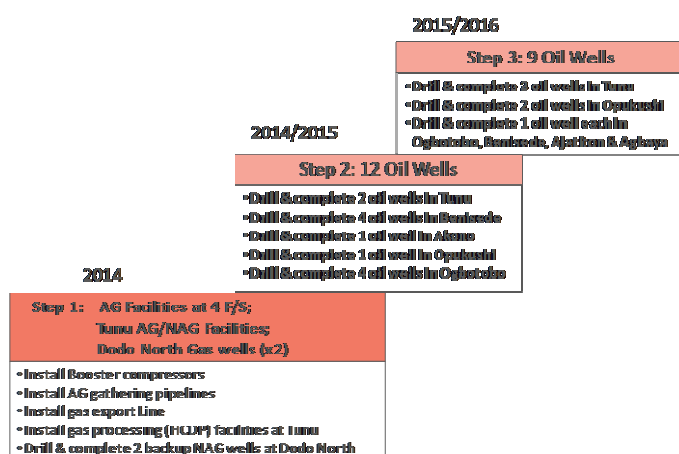 2015/2016
Step 3: 9 Oil Wells
•Drill & complete 3 oil wells in Tunu
•Drill & complete 2 oil wells in Opukushi
•Drill & complete 1 oil well each in
Ogbotobo, Benisede, Ajatiton & Agbaya
2014/2015
Step 2: 12 Oil Wells
•Drill & complete 2 oil wells in Tunu
•Drill & complete 4 oil wells in Benisede
•Drill & complete 1 oil well in Akono
•Drill & complete 1 oil well in Opukushi
•Drill & complete 4 oil wells in Ogbotobo
2014
Step 1: AG Facilities at 4 F/S;
Tunu AG/NAG Facilities;
Dodo North Gas wells (x2)
•Install Booster compressors
•Install AG gathering pipelines
•Install gas export Line
•Install gas processing (HCDP) facilities at Tunu
•Drill & complete 2 backup NAG wells at Dodo North